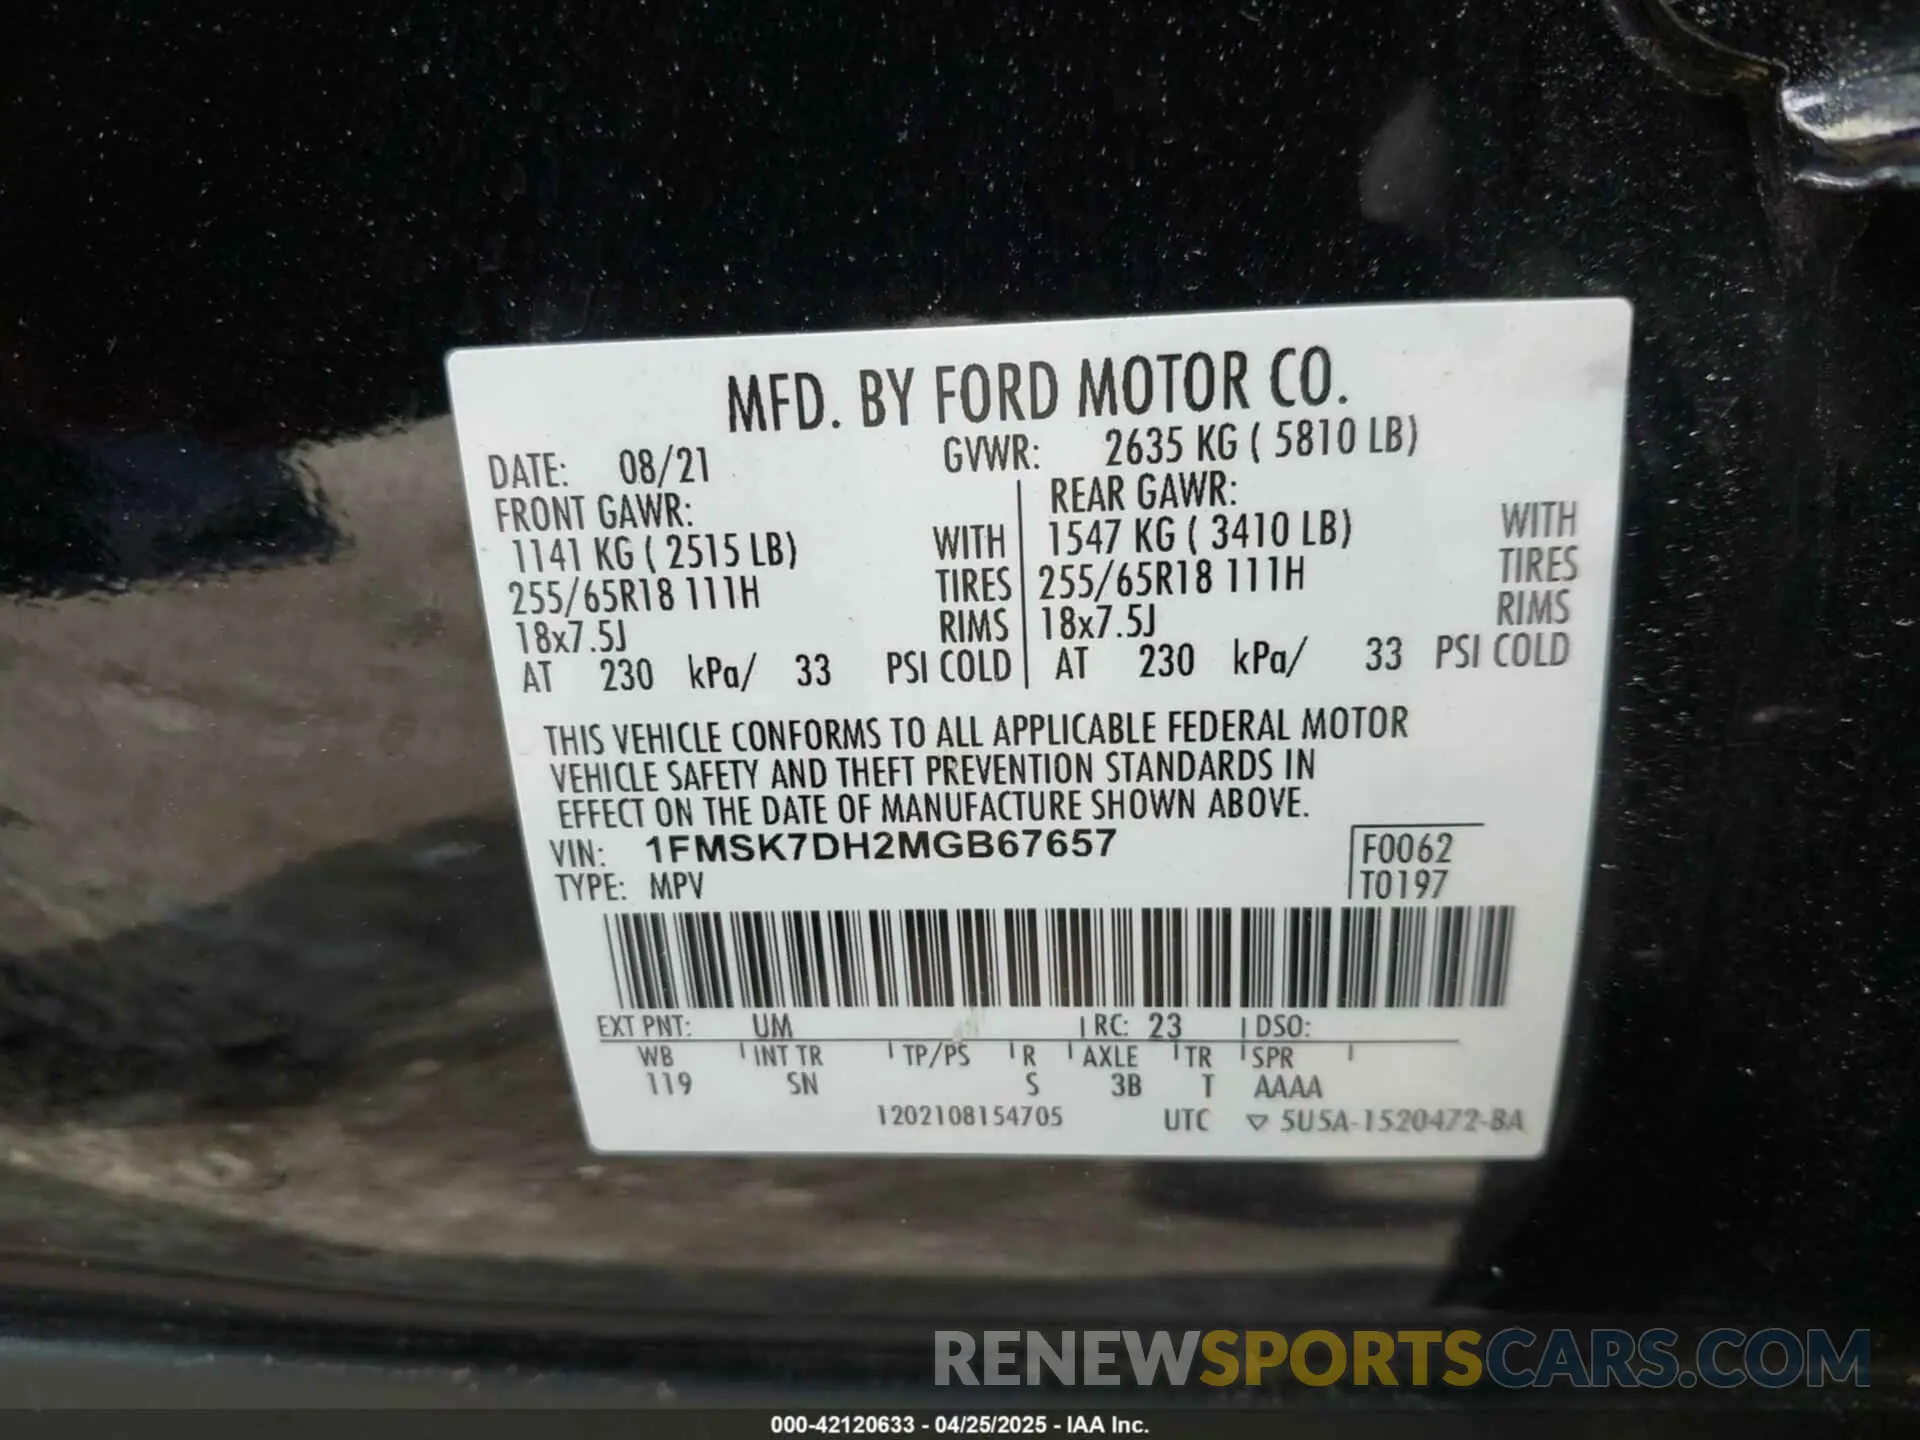 MFD. BY FORD MOTOR CO.
DATE: 08/21 GVWR: 2635 KG ( 5810 LB)
FRONT GAWR: REAR GAWR:
1141 KG ( 2515 LB) WITH 1547 KG ( 3410 LB) WITH
255/65R18 111H TIRES 255/65R18 111H TIRES
18x7.5J RIMS 18x7.5J RIMS
AT 230 kPa/ 33 PSI COLD AT 230 kPa/ 33 PSI COLD
THIS VEHICLE CONFORMS TO ALL APPLICABLE FEDERAL MOTOR
VEHICLE SAFETY AND THEFT PREVENTION STANDARDS IN
EFFECT ON THE DATE OF MANUFACTURE SHOWN ABOVE.
VIN: 1FMSK7DH2MGB67657 F0062
TYPE: MPV T0197
EXT PNT: UM RC: 23 DSO:
WB INT TR TP/PS R AXLE TR SPR
119 SN S 3B T AAAA
1202108154705 UTC ▽ 5U5A-1520472-BA
RENEWSPORTSCARS.COM
000-42120633 - 04/25/2025 - IAA Inc.